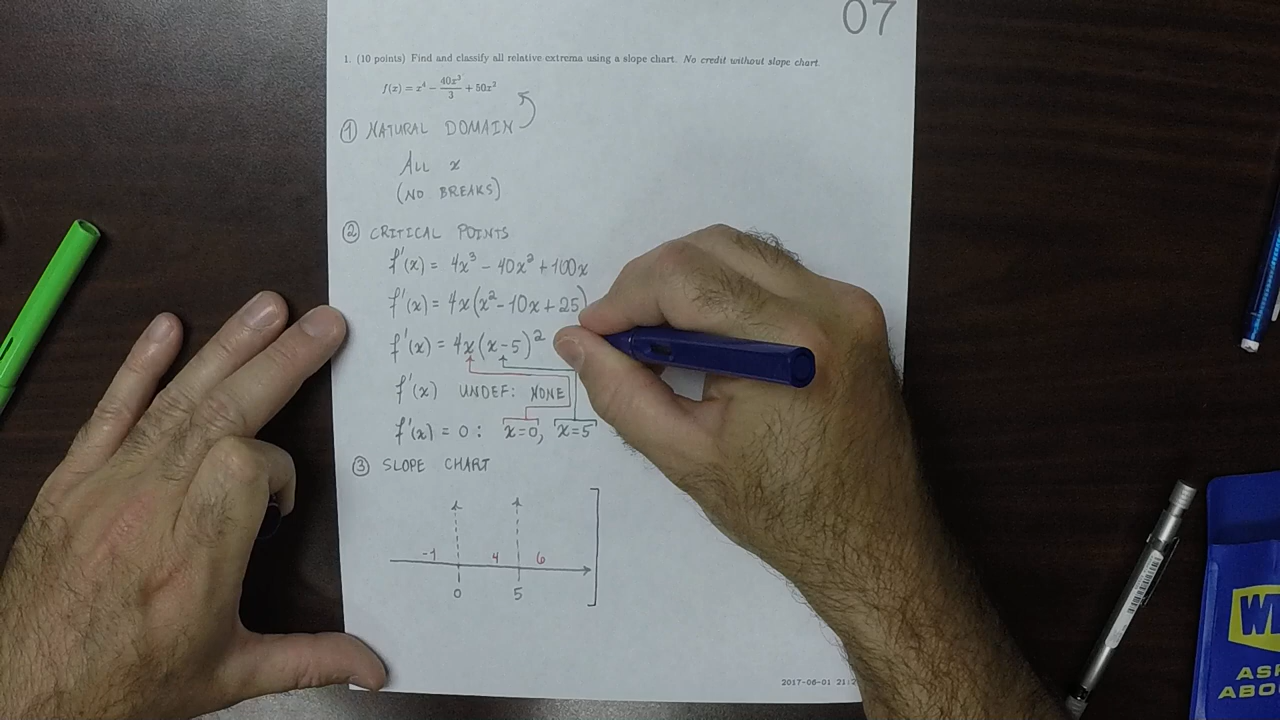 07
1. (10 points) Find and classify all relative extrema using a slope chart. No credit without slope chart.
f(x) = x⁴ − 40x³/3 + 50x²
① NATURAL DOMAIN
ALL x
(NO BREAKS)
② CRITICAL POINTS
f'(x) = 4x³ − 40x² + 100x
f'(x) = 4x(x² − 10x + 25)
f'(x) = 4x(x−5)²
f'(x) UNDEF: NONE
f'(x) = 0 : x=0, x=5
③ SLOPE CHART
-1 4 6
0 5
2017-06-01 21:2
ABO